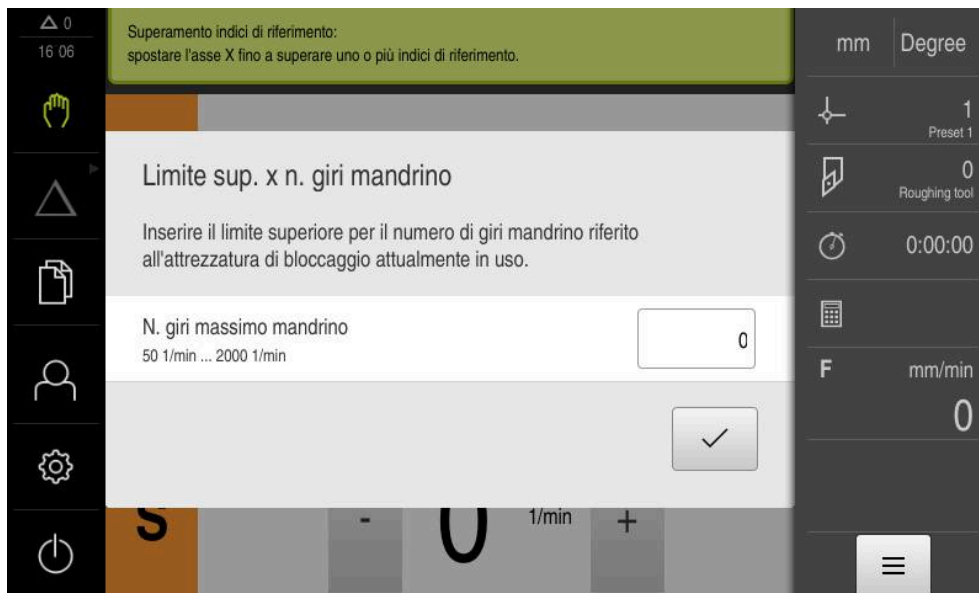 0
16 06
Superamento indici di riferimento:
spostare l'asse X fino a superare uno o più indici di riferimento.
Limite sup. x n. giri mandrino
Inserire il limite superiore per il numero di giri mandrino riferito
all'attrezzatura di bloccaggio attualmente in uso.
N. giri massimo mandrino
50 1/min ... 2000 1/min
0
S
-
0
1/min
+
mm
Degree
1
Preset 1
0
Roughing tool
0:00:00
F
mm/min
0